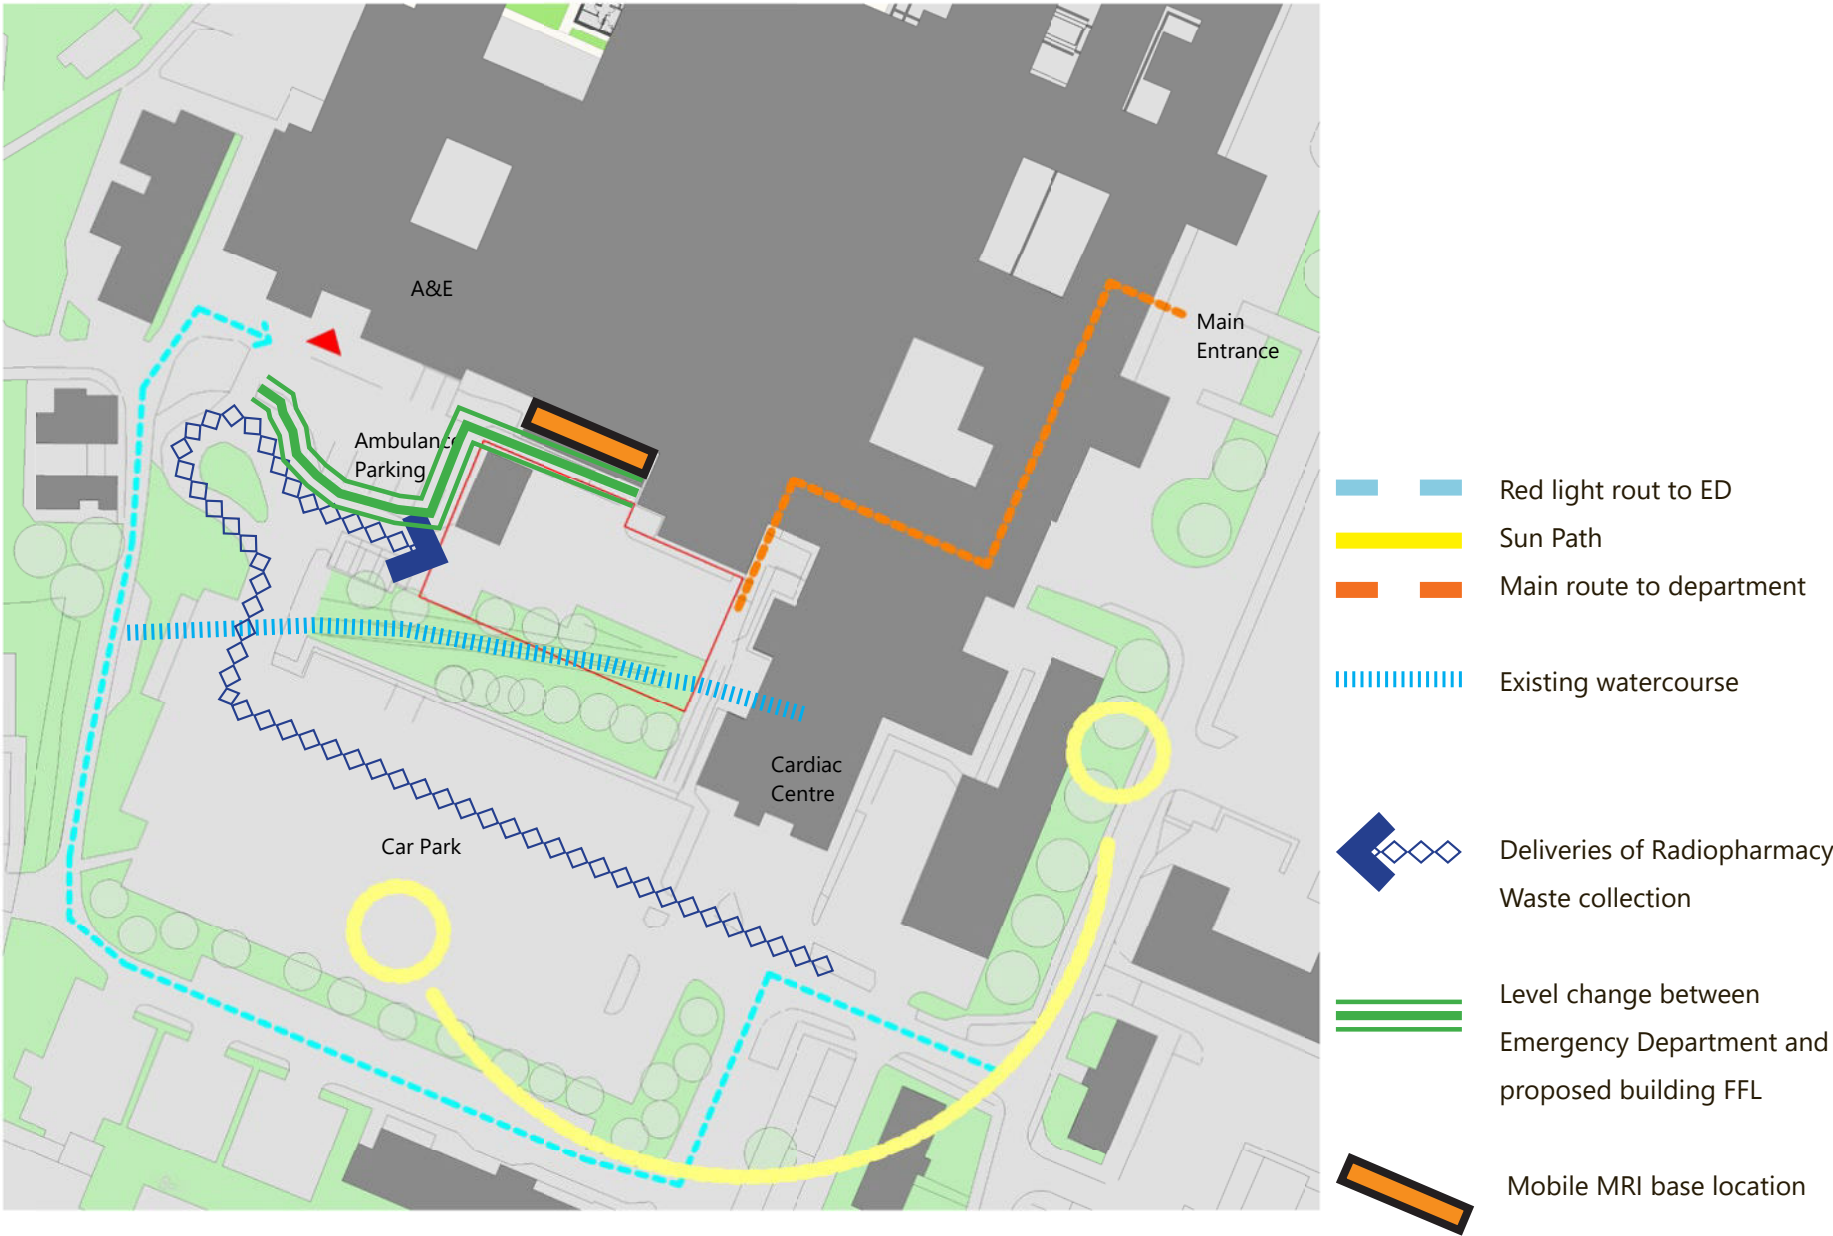 A&E
Main
Entrance
Ambulance
Parking
Cardiac
Centre
Car Park
Red light rout to ED
Sun Path
Main route to department
Existing watercourse
Deliveries of Radiopharmacy
Waste collection
Level change between
Emergency Department and
proposed building FFL
Mobile MRI base location